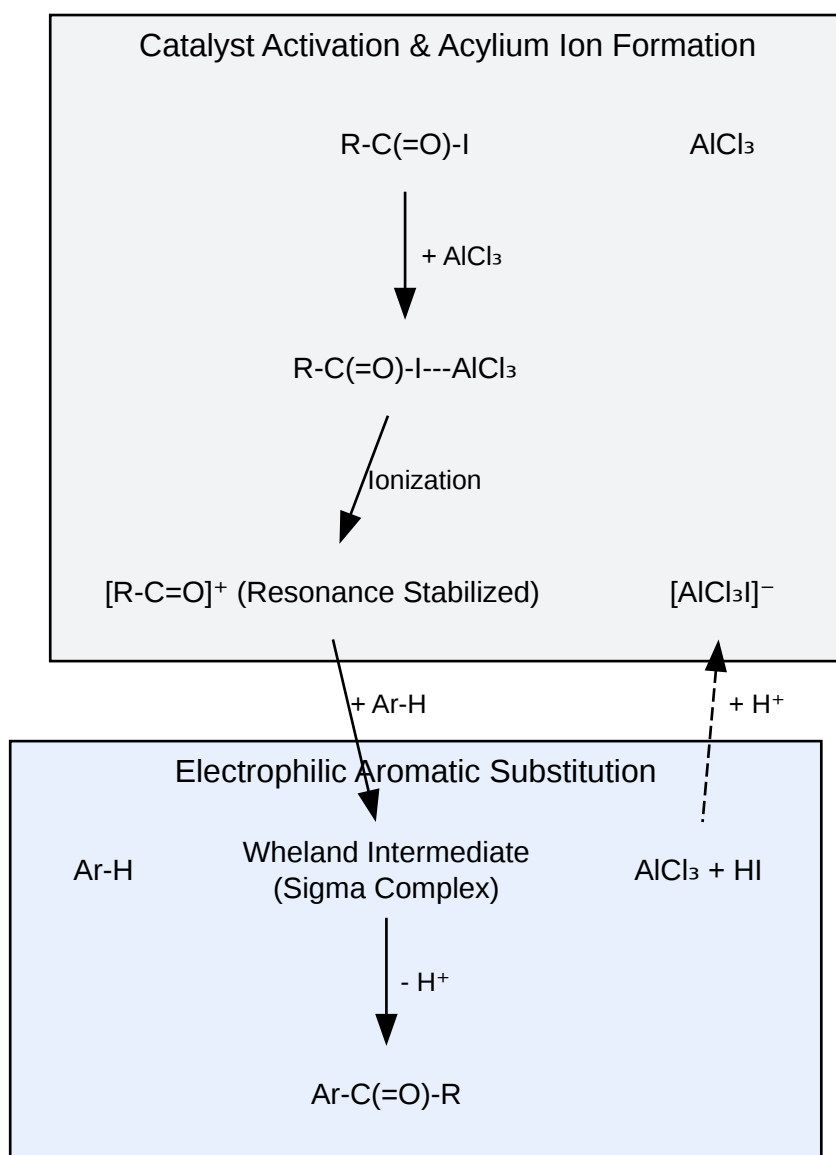 Catalyst Activation & Acylium Ion Formation
R-C(=O)-I
AlCl₃
+ AlCl₃
R-C(=O)-I---AlCl₃
Ionization
[R-C=O]⁺ (Resonance Stabilized)
[AlCl₃I]⁻
+ Ar-H
+ H⁺
Electrophilic Aromatic Substitution
Ar-H
Wheland Intermediate
(Sigma Complex)
AlCl₃ + HI
- H⁺
Ar-C(=O)-R